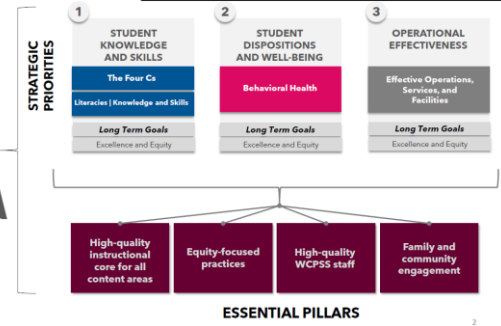 STRATEGIC
PRIORITIES
1
STUDENT
KNOWLEDGE
AND SKILLS
The Four Cs
Literacies | Knowledge and Skills
Long Term Goals
Excellence and Equity
2
STUDENT
DISPOSITIONS
AND WELL-BEING
Behavioral Health
Long Term Goals
Excellence and Equity
3
OPERATIONAL
EFFECTIVENESS
Effective Operations,
Services, and
Facilities
Long Term Goals
Excellence and Equity
A
High-quality
instructional
core for all
content areas
Equity-focused
practices
High-quality
WCPSS staff
Family and
community
engagement
ESSENTIAL PILLARS
2